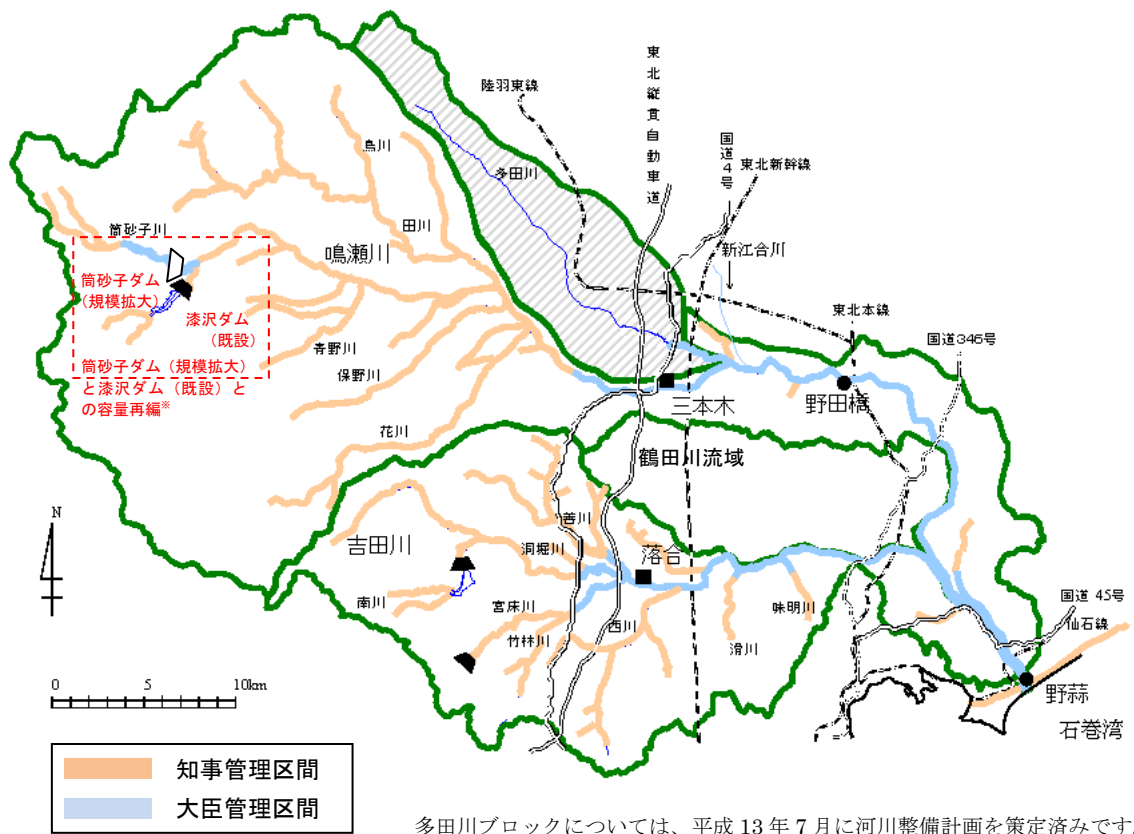 陸羽東線
東北縦貫自動車道
国道4号
東北新幹線
鳥川
多田川
新江合川
田川
筒砂子川
鳴瀬川
筒砂子ダム
(規模拡大)
漆沢ダム
(既設)
東北本線
国道346号
青野川
筒砂子ダム(規模拡大)
と漆沢ダム(既設)と
の容量再編※
保野川
三本木
野田橋
花川
鶴田川流域
N
善川
吉田川
洞堀川
落合
南川
宮床川
味明川
国道 45号
竹林川
西川
滑川
仙石線
0 5 10km
野蒜
石巻湾
知事管理区間
大臣管理区間
多田川ブロックについては、平成 13 年 7 月に河川整備計画を策定済みです